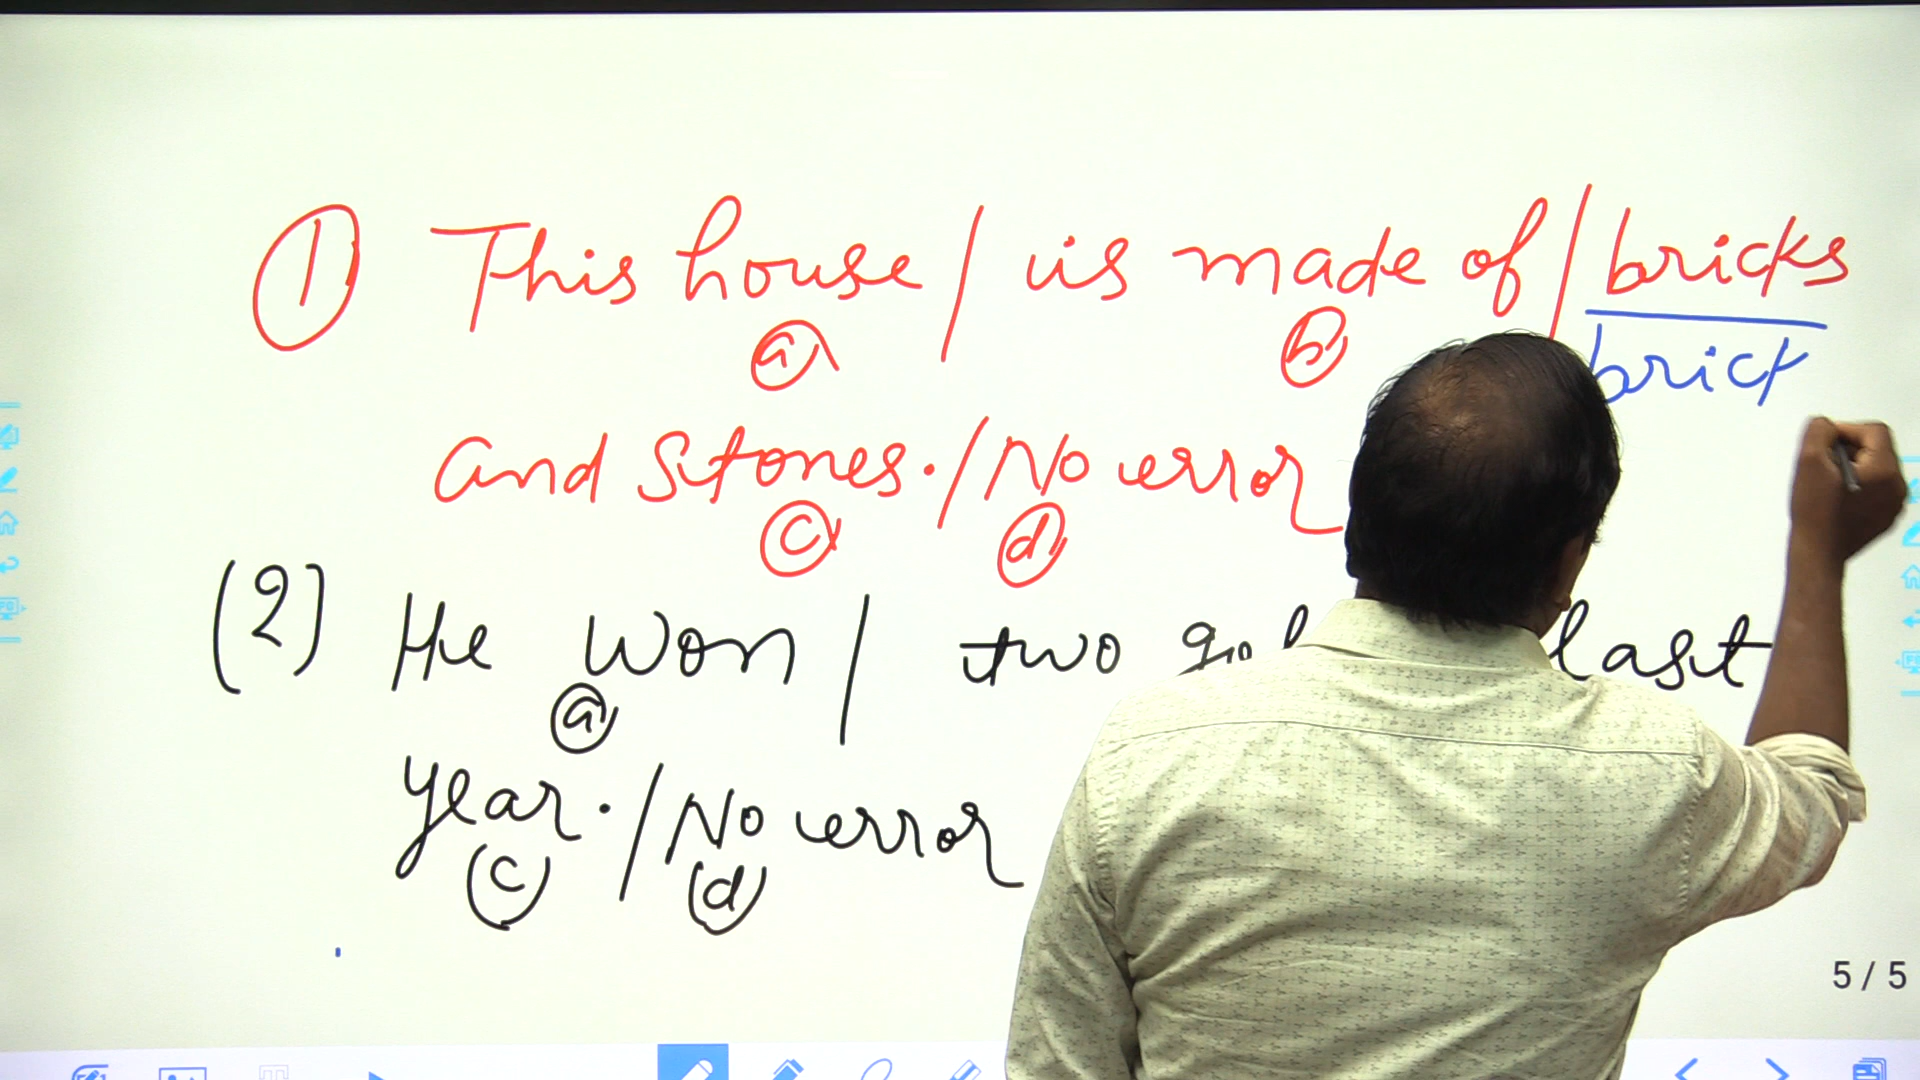 1 This house / is made of / bricks
a b brick
and Stones. / No error
c d
(2) He won / two last
a
year. / No error
(c) (d)
5 / 5